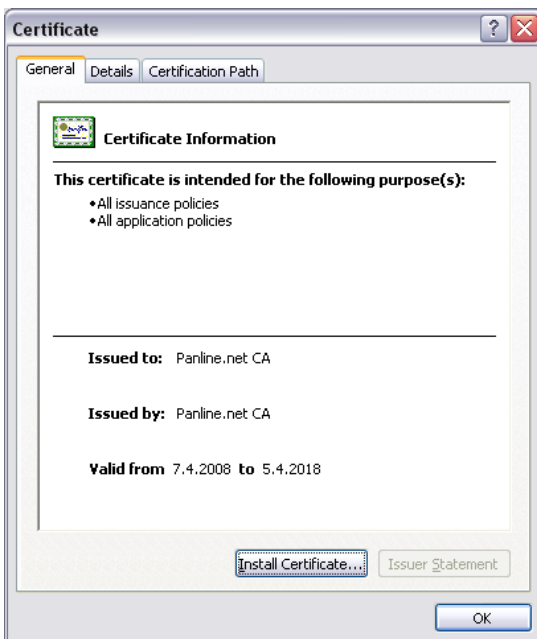 Certificate
General Details Certification Path
Certificate Information
This certificate is intended for the following purpose(s):
•All issuance policies
•All application policies
Issued to: Panline.net CA
Issued by: Panline.net CA
Valid from 7.4.2008 to 5.4.2018
Install Certificate... Issuer Statement
OK